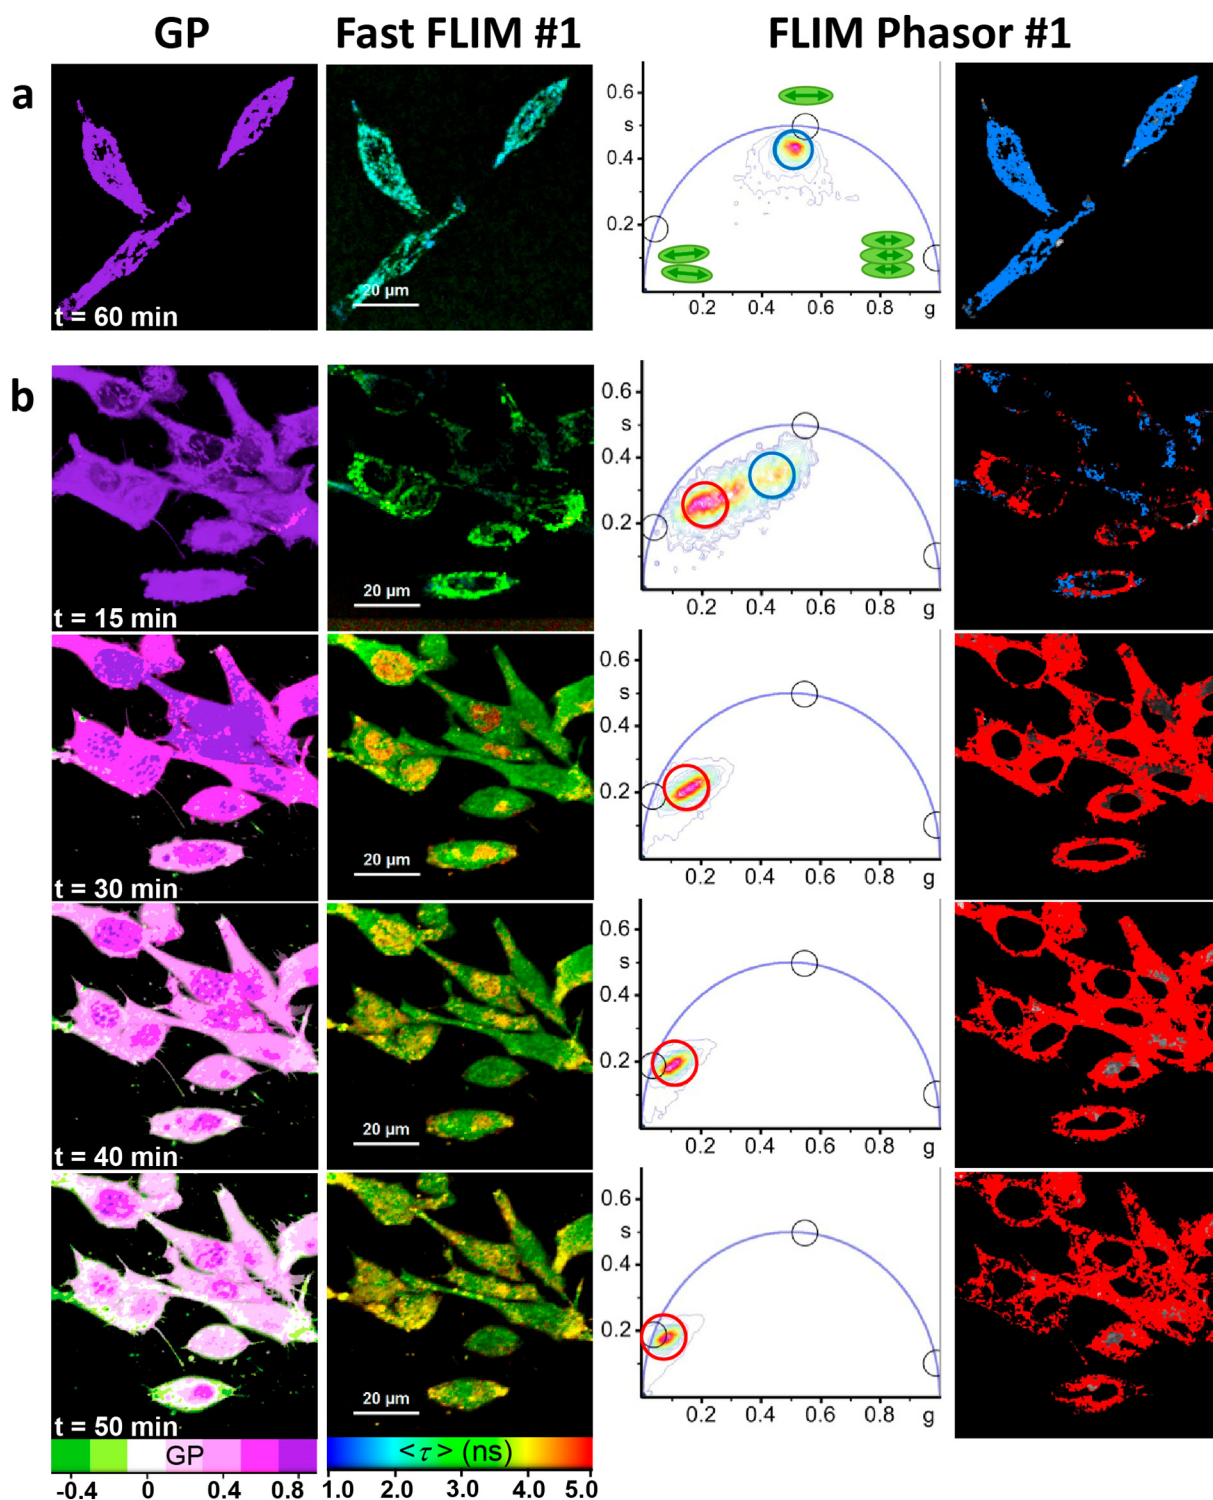 GP Fast FLIM #1 FLIM Phasor #1
a
t = 60 min
20 µm
0.6
s
0.4
0.2
0.2 0.4 0.6 0.8 g
b
t = 15 min
20 µm
0.6
s
0.4
0.2
0.2 0.4 0.6 0.8 g
t = 30 min
20 µm
0.6
s
0.4
0.2
0.2 0.4 0.6 0.8 g
t = 40 min
20 µm
0.6
s
0.4
0.2
0.2 0.4 0.6 0.8 g
t = 50 min
20 µm
0.6
s
0.4
0.2
0.2 0.4 0.6 0.8 g
GP <τ> (ns)
-0.4 0 0.4 0.8 1.0 2.0 3.0 4.0 5.0